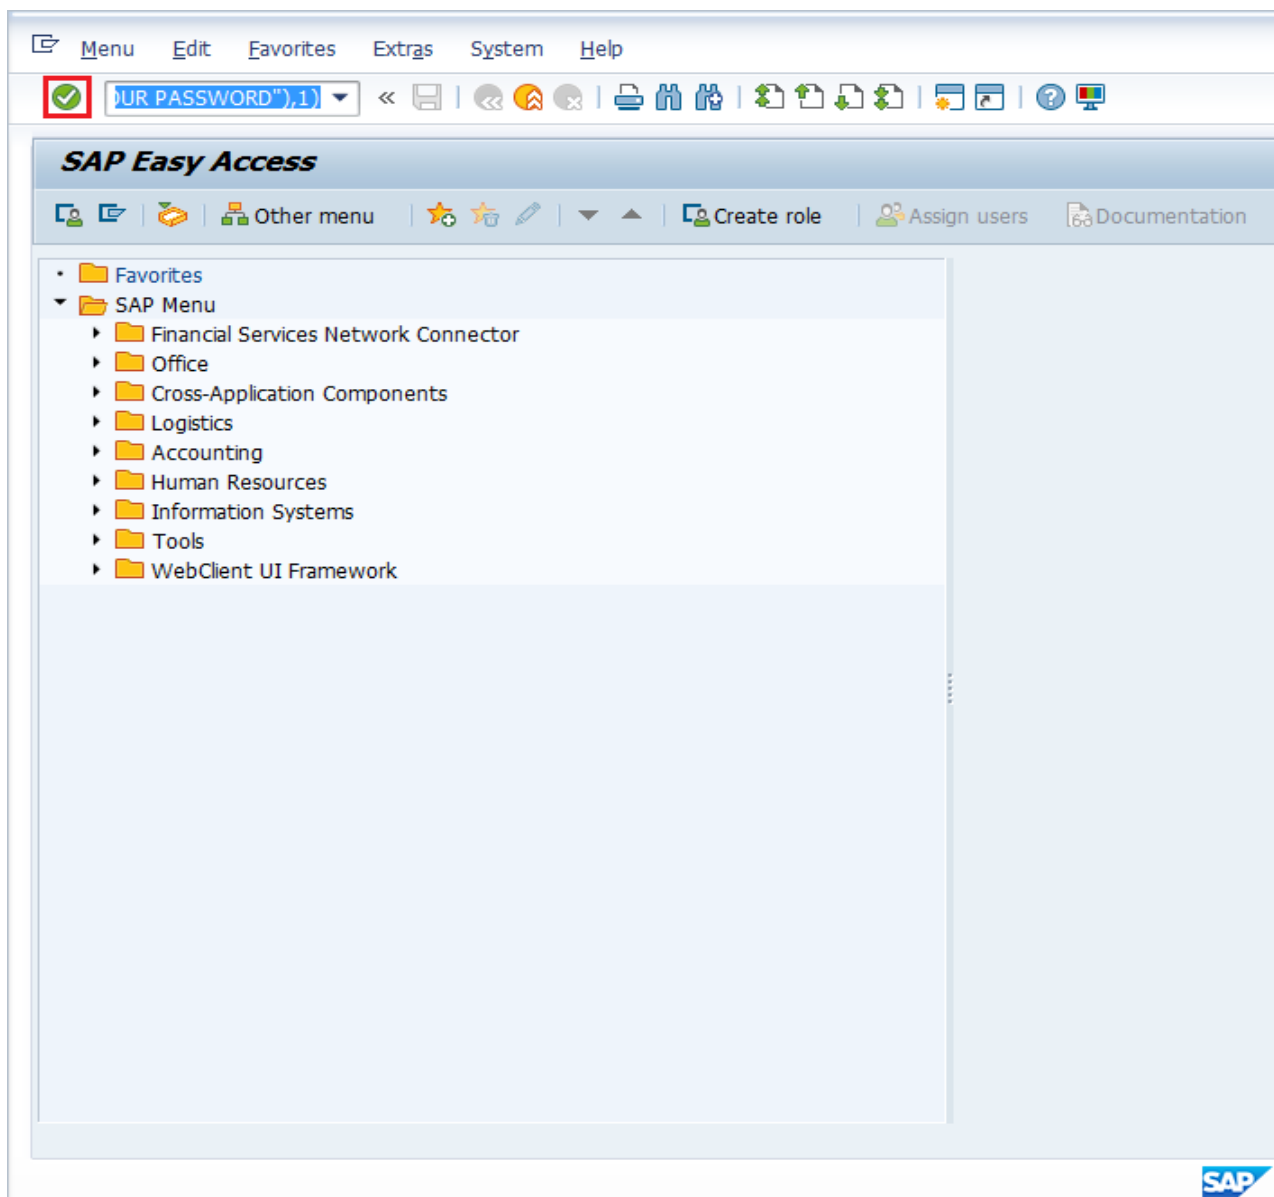 Menu Edit Favorites Extras System Help
OUR PASSWORD"),1)
SAP Easy Access
Other menu Create role Assign users Documentation
Favorites
SAP Menu
Financial Services Network Connector
Office
Cross-Application Components
Logistics
Accounting
Human Resources
Information Systems
Tools
WebClient UI Framework
SAP